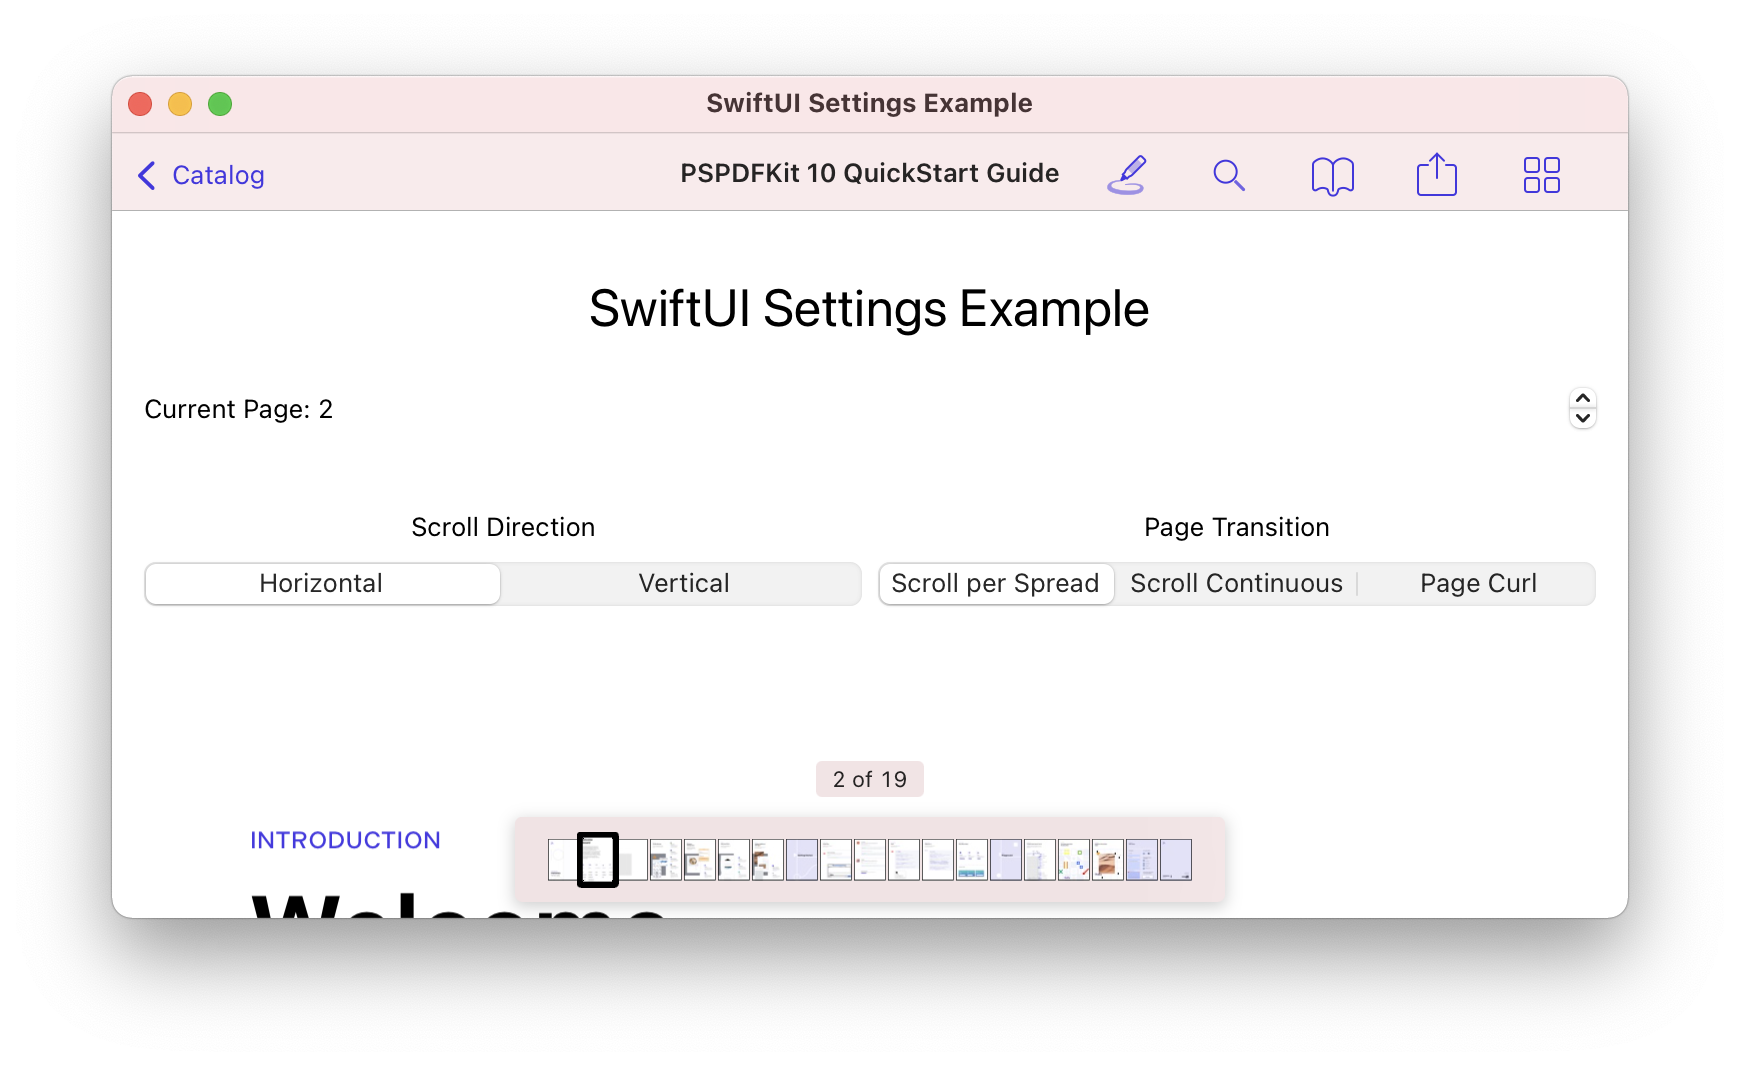 SwiftUI Settings Example
Catalog
PSPDFKit 10 QuickStart Guide
SwiftUI Settings Example
Current Page: 2
Scroll Direction
Page Transition
Horizontal
Vertical
Scroll per Spread
Scroll Continuous
Page Curl
2 of 19
INTRODUCTION
Welcome